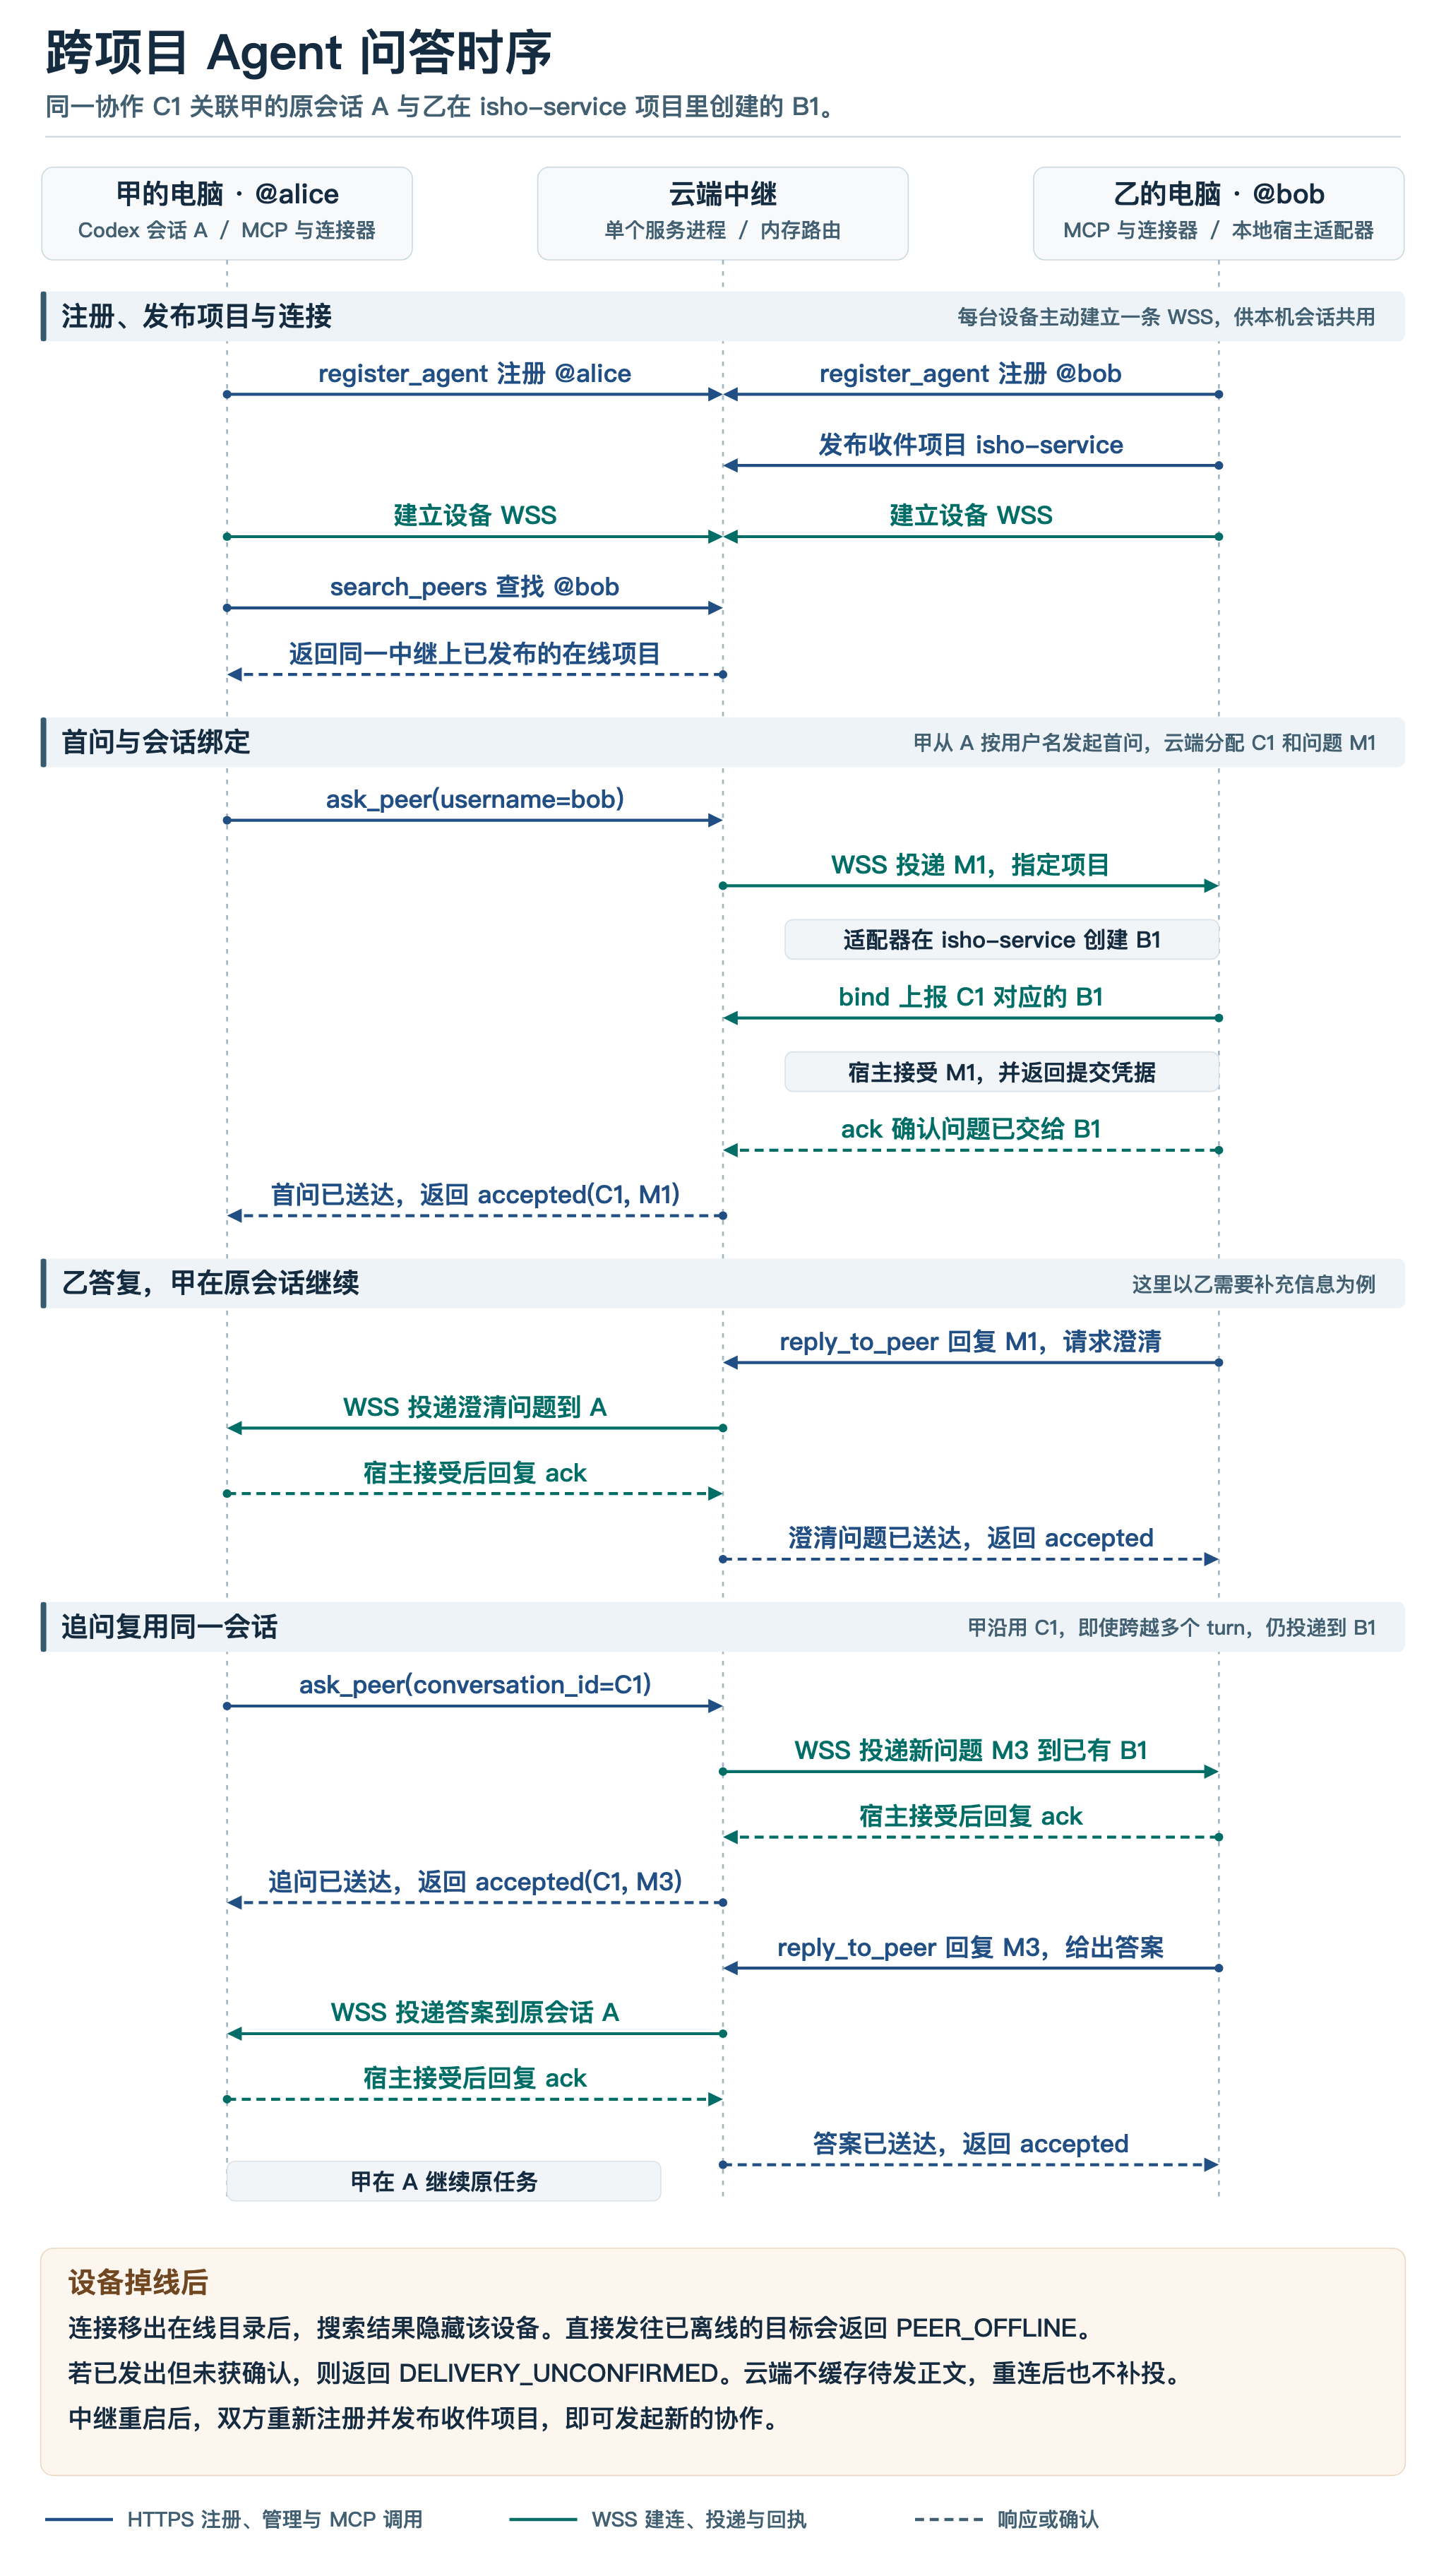 跨项目 Agent 问答时序
同一协作 C1 关联甲的原会话 A 与乙在 isho-service 项目里创建的 B1。
甲的电脑 · @alice
Codex 会话 A / MCP 与连接器
云端中继
单个服务进程 / 内存路由
乙的电脑 · @bob
MCP 与连接器 / 本地宿主适配器
注册、发布项目与连接
每台设备主动建立一条 WSS，供本机会话共用
register_agent 注册 @alice
register_agent 注册 @bob
发布收件项目 isho-service
建立设备 WSS
建立设备 WSS
search_peers 查找 @bob
返回同一中继上已发布的在线项目
首问与会话绑定
甲从 A 按用户名发起首问，云端分配 C1 和问题 M1
ask_peer(username=bob)
WSS 投递 M1，指定项目
适配器在 isho-service 创建 B1
bind 上报 C1 对应的 B1
宿主接受 M1，并返回提交凭据
ack 确认问题已交给 B1
首问已送达，返回 accepted(C1, M1)
乙答复，甲在原会话继续
这里以乙需要补充信息为例
reply_to_peer 回复 M1，请求澄清
WSS 投递澄清问题到 A
宿主接受后回复 ack
澄清问题已送达，返回 accepted
追问复用同一会话
甲沿用 C1，即使跨越多个 turn，仍投递到 B1
ask_peer(conversation_id=C1)
WSS 投递新问题 M3 到已有 B1
宿主接受后回复 ack
追问已送达，返回 accepted(C1, M3)
reply_to_peer 回复 M3，给出答案
WSS 投递答案到原会话 A
宿主接受后回复 ack
答案已送达，返回 accepted
甲在 A 继续原任务
设备掉线后
连接移出在线目录后，搜索结果隐藏该设备。直接发往已离线的目标会返回 PEER_OFFLINE。
若已发出但未获确认，则返回 DELIVERY_UNCONFIRMED。云端不缓存待发正文，重连后也不补投。
中继重启后，双方重新注册并发布收件项目，即可发起新的协作。
HTTPS 注册、管理与 MCP 调用
WSS 建连、投递与回执
响应或确认